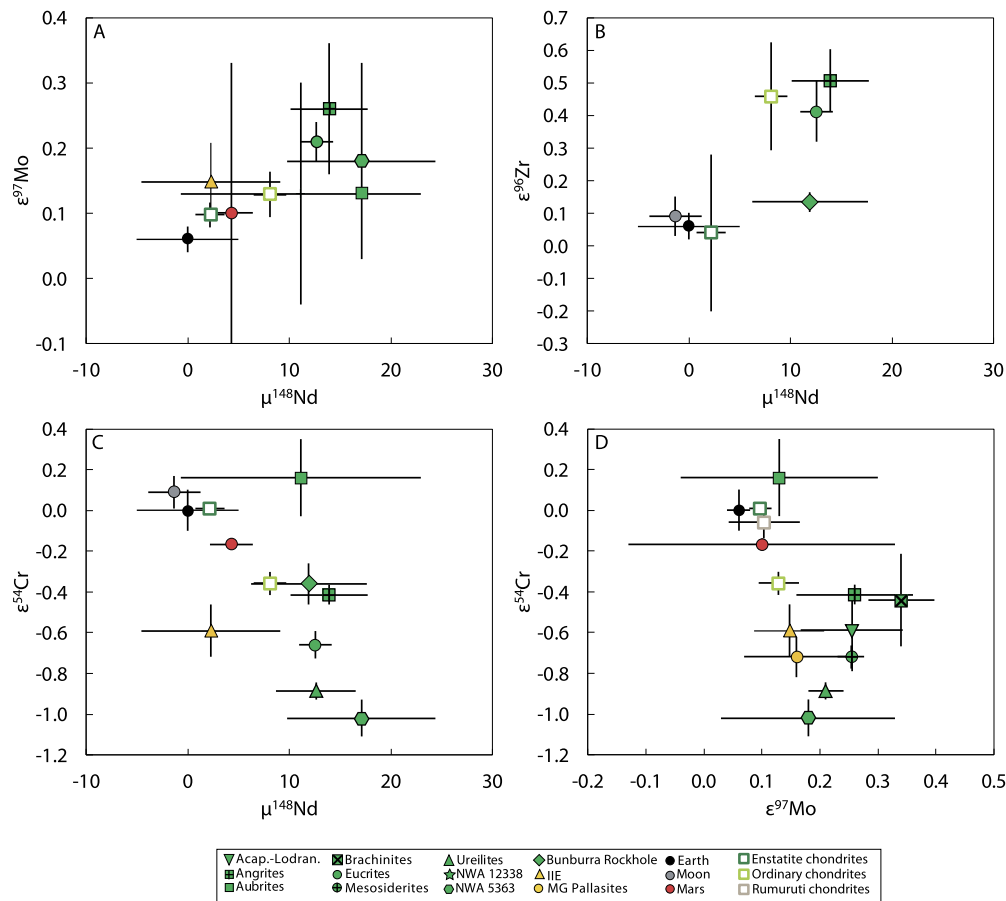 A
0.4
0.3
0.2
0.1
0.0
-0.1
ε⁹⁷Mo
-10
0
10
20
30
μ¹⁴⁸Nd
B
0.7
0.6
0.5
0.4
0.3
0.2
0.1
0.0
0.1
0.2
-0.3
ε⁹⁶Zr
-10
0
10
20
30
μ¹⁴⁸Nd
C
0.4
0.2
0.0
-0.2
-0.4
-0.6
-0.8
-1.0
-1.2
ε⁵⁴Cr
-10
0
10
20
30
μ¹⁴⁸Nd
D
0.4
0.2
0.0
-0.2
-0.4
-0.6
-0.8
-1.0
-1.2
ε⁵⁴Cr
-0.2
-0.1
0.0
0.1
0.2
0.3
0.4
0.5
ε⁹⁷Mo
Acap.-Lodran.
Angrites
Aubrites
Brachinites
Eucrites
Mesosiderites
Ureilites
NWA 12338
NWA 5363
Bunburra Rockhole
IIE
MG Pallasites
Earth
Moon
Mars
Enstatite chondrites
Ordinary chondrites
Rumuruti chondrites